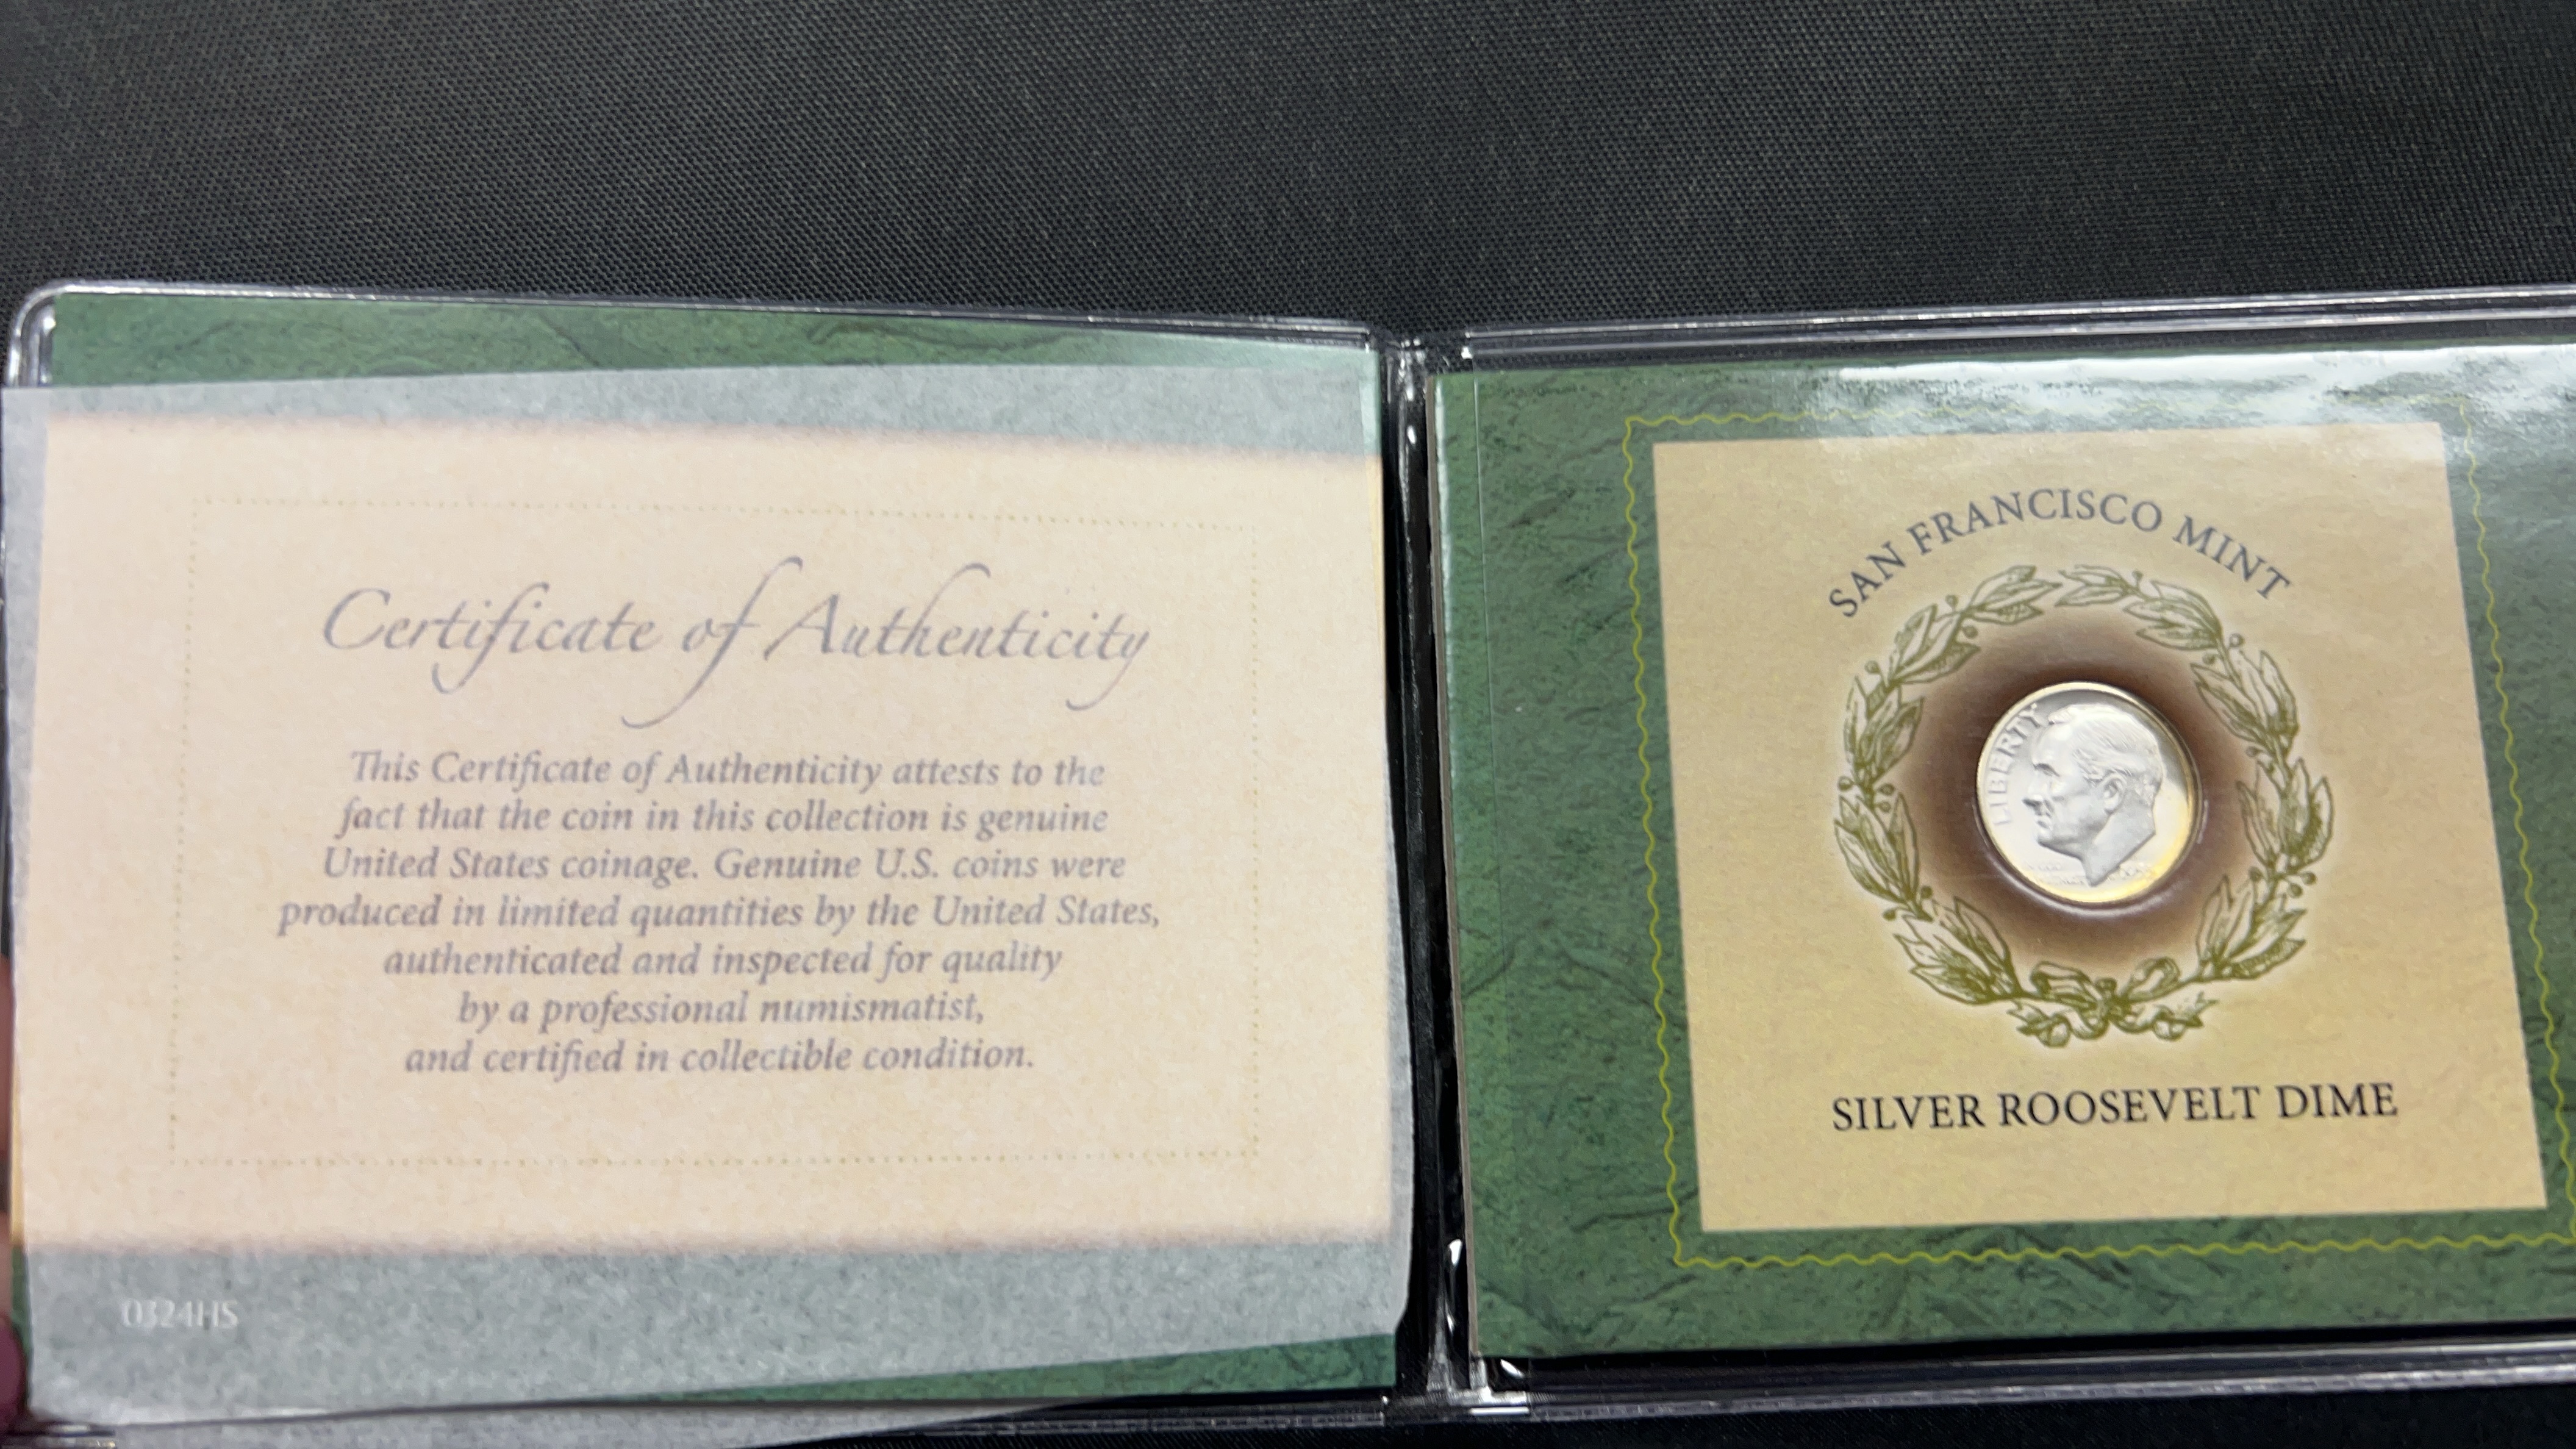 Certificate of Authenticity
This Certificate of Authenticity attests to the
fact that the coin in this collection is genuine
United States coinage. Genuine U.S. coins were
produced in limited quantities by the United States,
authenticated and inspected for quality
by a professional numismatist,
and certified in collectible condition.
0324HS
SAN FRANCISCO MINT
LIBERTY
SILVER ROOSEVELT DIME